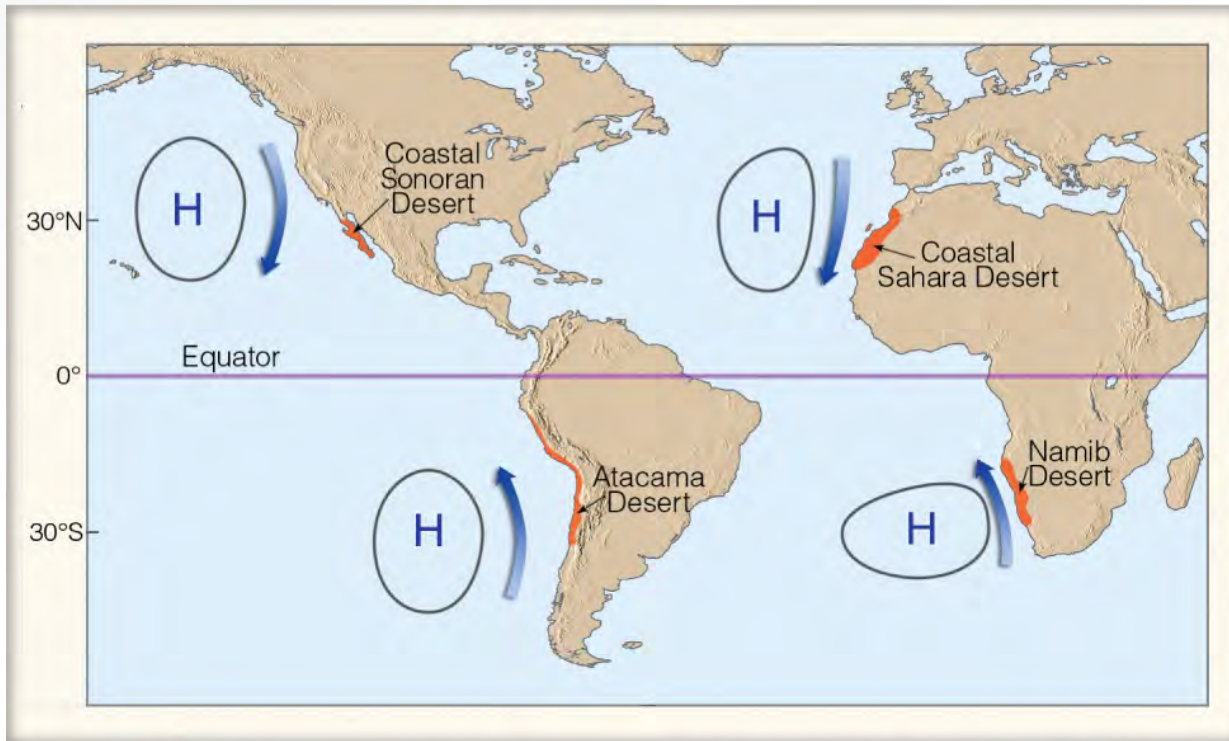 Coastal
Sonoran
Desert
H
H
30°N
Coastal
Sahara Desert
Equator
0°
Atacama
Desert
Namib
Desert
H
H
30°S